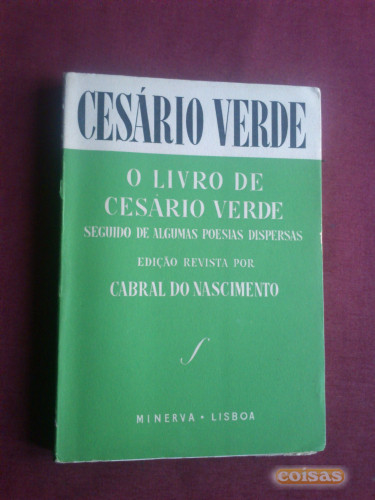 CESÁRIO VERDE
O LIVRO DE
CESÁRIO VERDE
SEGUIDO DE ALGUMAS POESIAS DISPERSAS
EDIÇÃO REVISTA POR
CABRAL DO NASCIMENTO
MINERVA • LISBOA
coisas